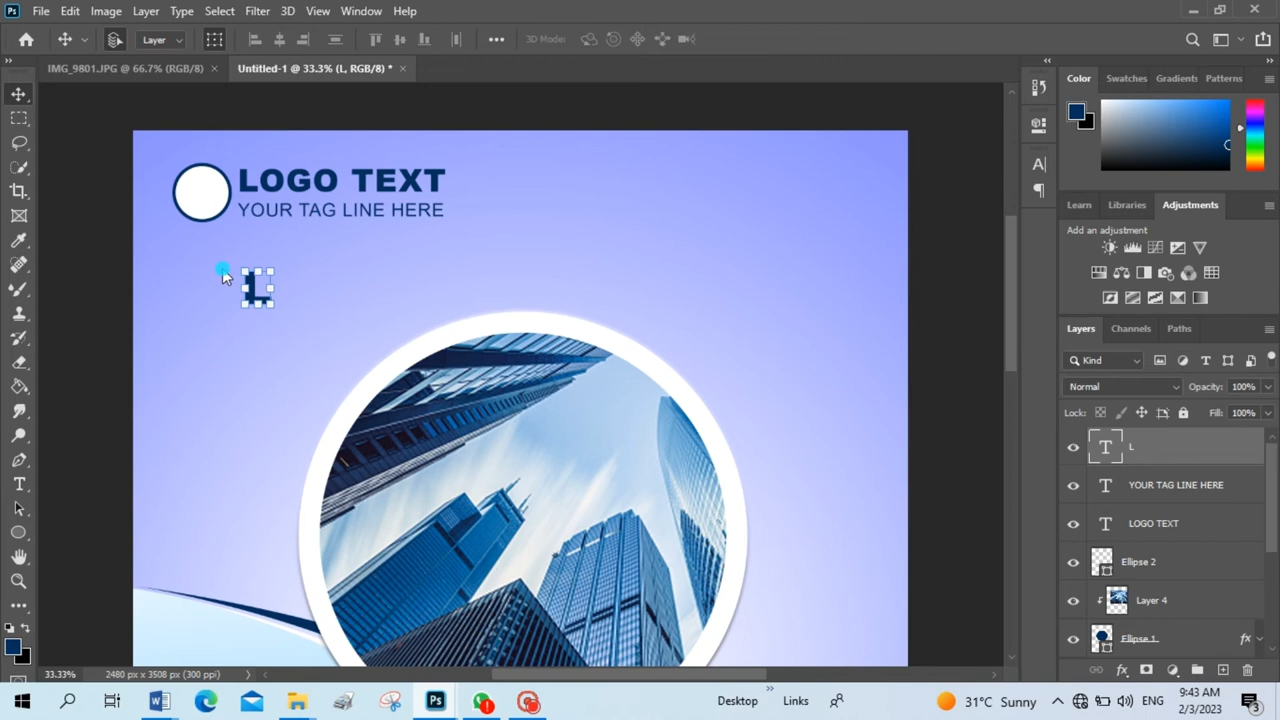 Ps File Edit Image Layer Type Select Filter 3D View Window Help
Layer 3D Mode:
IMG_9801.JPG @ 66.7% (RGB/8) × Untitled-1 @ 33.3% (L, RGB/8) * ×
LOGO TEXT
YOUR TAG LINE HERE
L
Color Swatches Gradients Patterns
Learn Libraries Adjustments
Add an adjustment
Layers Channels Paths
Kind
Normal Opacity: 100%
Lock: Fill: 100%
L
YOUR TAG LINE HERE
LOGO TEXT
Ellipse 2
Layer 4
Ellipse 1
fx
33.33% 2480 px x 3508 px (300 ppi)
Desktop Links 31°C Sunny ENG
9:43 AM
2/3/2023
3